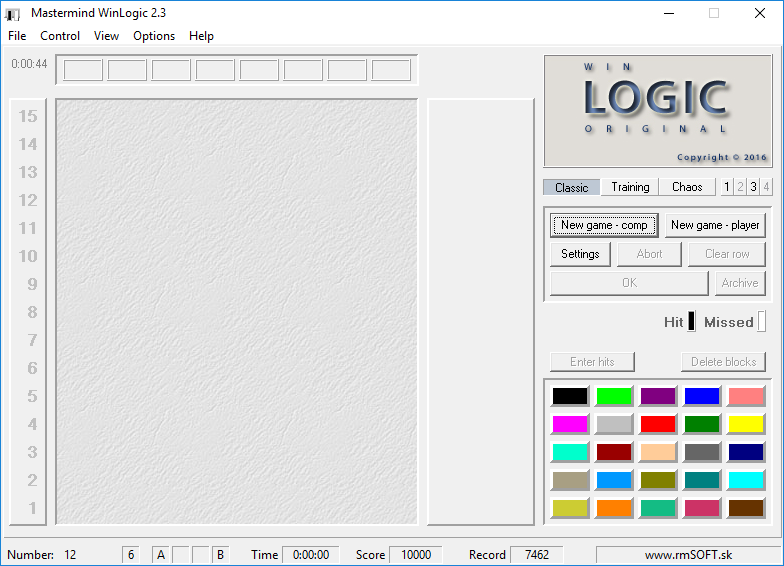 Mastermind WinLogic 2.3
File Control View Options Help
0:00:44
WIN
LOGIC
ORIGINAL
Copyright © 2016
15
14
13
12
11
10
9
8
7
6
5
4
3
2
1
Classic Training Chaos 1 2 3 4
New game - comp New game - player
Settings Abort Clear row
OK Archive
Hit Missed
Enter hits Delete blocks
Number: 12 6 A B Time 0:00:00 Score 10000 Record 7462 www.rmSOFT.sk